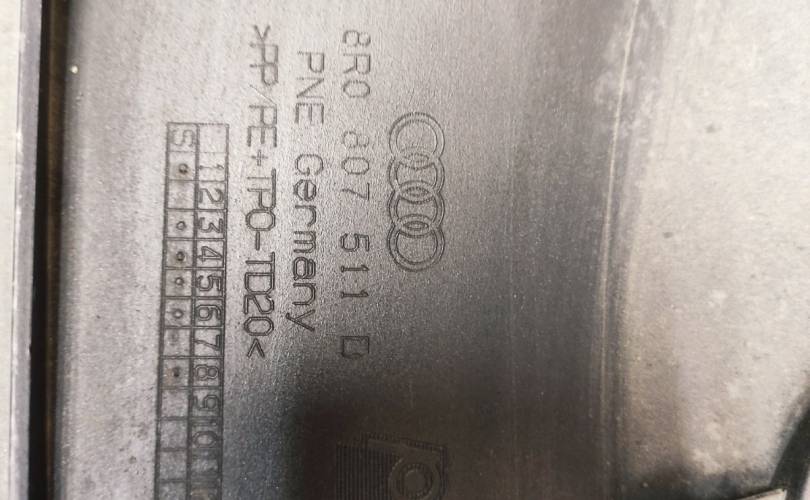 8R0 807 511
PNE Germany
>PP/PE+TPO-TD20<
1 2 3 4 5 6 7 8 9 10 11
S